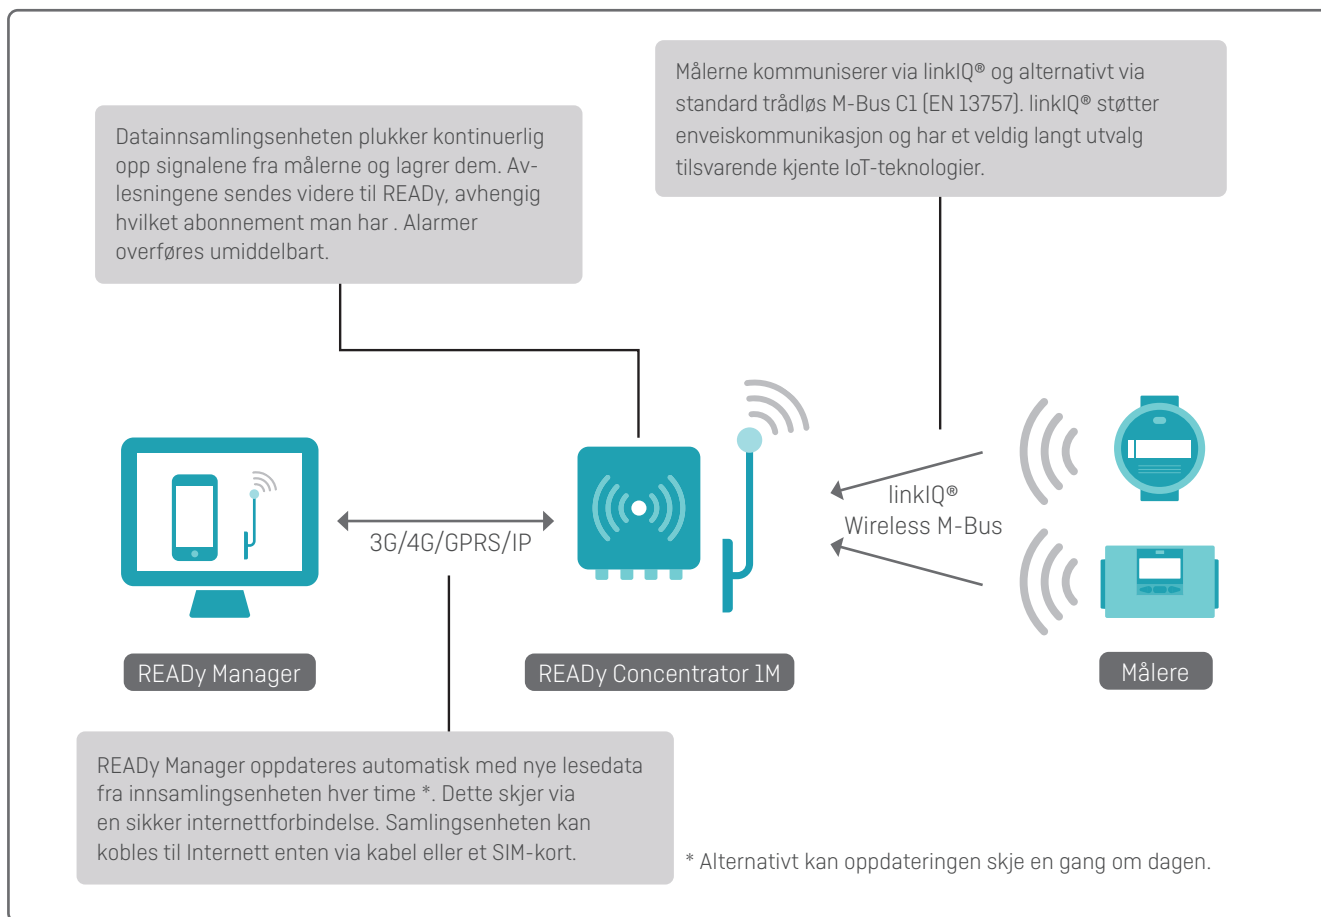 Målerne kommuniserer via linkIQ® og alternativt via
standard trådløs M-Bus C1 (EN 13757). linkIQ® støtter
enveiskommunikasjon og har et veldig langt utvalg
tilsvarende kjente IoT-teknologier.
Datainnsamlingsenheten plukker kontinuerlig
opp signalene fra målerne og lagrer dem. Av-
lesningene sendes videre til READy, avhengig
hvilket abonnement man har . Alarmer
overføres umiddelbart.
3G/4G/GPRS/IP
linkIQ®
Wireless M-Bus
READy Manager
READy Concentrator 1M
Målere
READy Manager oppdateres automatisk med nye lesedata
fra innsamlingsenheten hver time *. Dette skjer via
en sikker internettforbindelse. Samlingsenheten kan
kobles til Internett enten via kabel eller et SIM-kort.
* Alternativt kan oppdateringen skje en gang om dagen.